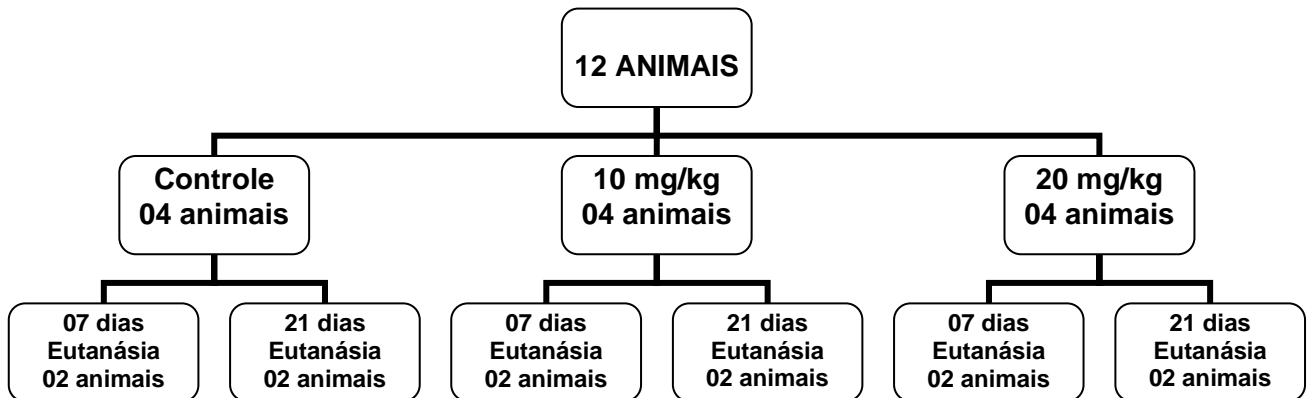 12 ANIMAIS
Controle
04 animais
10 mg/kg
04 animais
20 mg/kg
04 animais
07 dias
Eutanásia
02 animais
21 dias
Eutanásia
02 animais
07 dias
Eutanásia
02 animais
21 dias
Eutanásia
02 animais
07 dias
Eutanásia
02 animais
21 dias
Eutanásia
02 animais